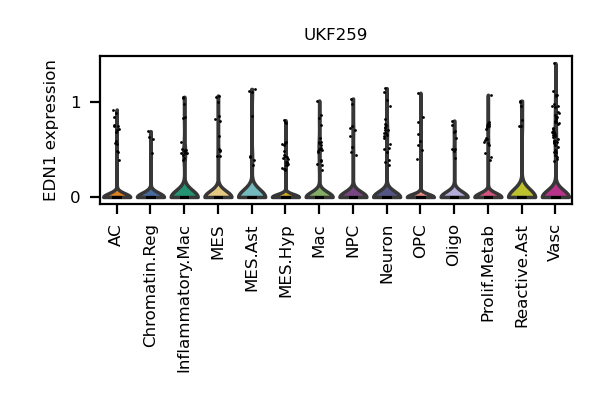 UKF259
EDN1 expression
1
0
AC
Chromatin.Reg
Inflammatory.Mac
MES
MES.Ast
MES.Hyp
Mac
NPC
Neuron
OPC
Oligo
Prolif.Metab
Reactive.Ast
Vasc